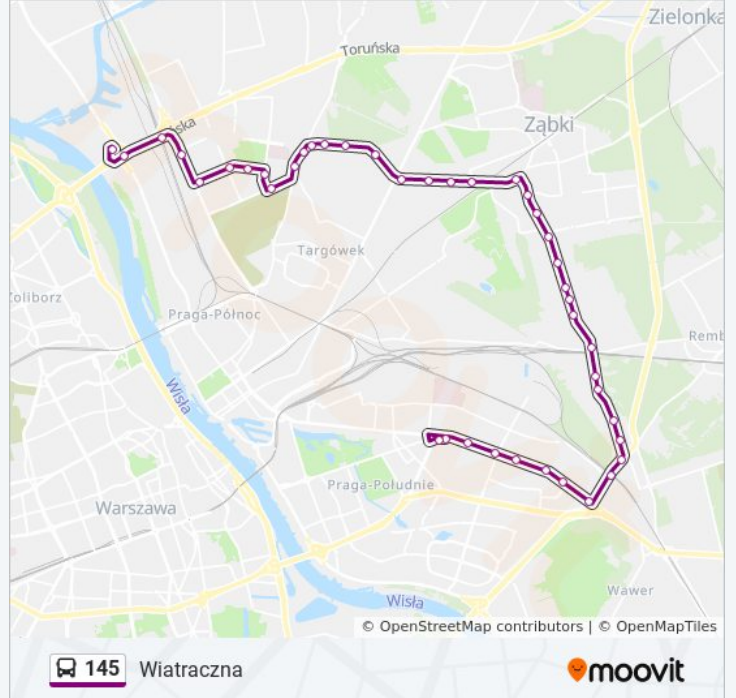 Zielonka
Toruńska
ńska
Ząbki
Targówek
Żoliborz
Praga-Północ
Remb
Wisła
Praga-Południe
Warszawa
Wawer
Wisła
© OpenStreetMap contributors | © OpenMapTiles
145 Wiatraczna
moovit